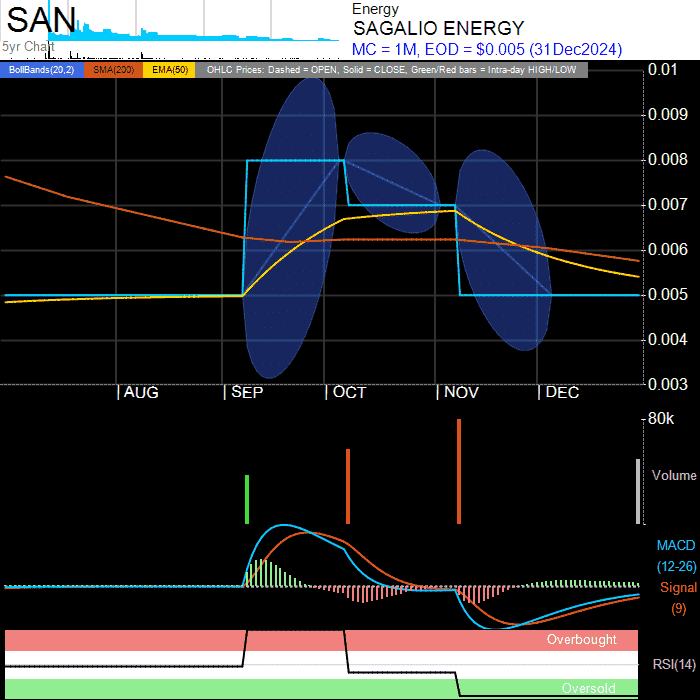 SAN
5yr Chart
Energy
SAGALIO ENERGY
MC = 1M, EOD = $0.005 (31Dec2024)
BollBands(20,2) SMA(200) EMA(50) OHLC Prices: Dashed = OPEN, Solid = CLOSE, Green/Red bars = Intra-day HIGH/LOW
0.01
0.009
0.008
0.007
0.006
0.005
0.004
0.003
AUG SEP OCT NOV DEC
80k
Volume
MACD
(12-26)
Signal
(9)
Overbought
RSI(14)
Oversold